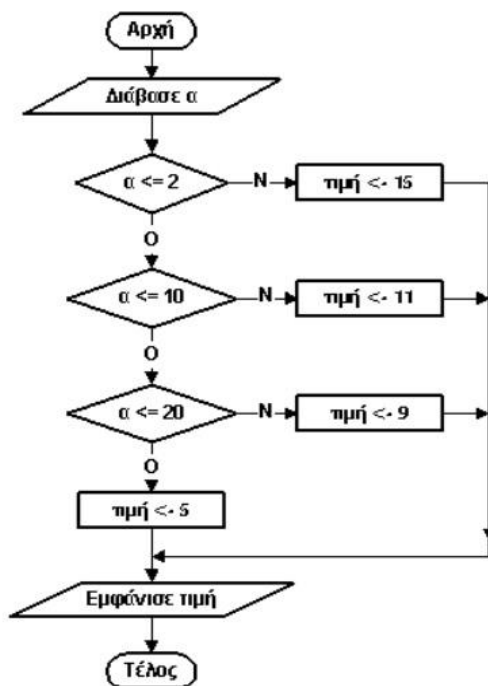 Αρχή
Διάβασε α
α <= 2
Ν
τιμή <- 15
Ο
α <= 10
Ν
τιμή <- 11
Ο
α <= 20
Ν
τιμή <- 9
Ο
τιμή <- 5
Εμφάνισε τιμή
Τέλος